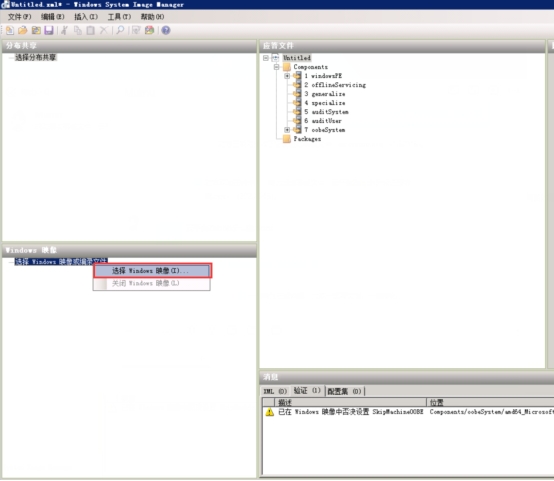 Untitled.xml* - Windows System Image Manager
文件(F) 编辑(E) 插入(I) 工具(T) 帮助(H)
分布共享
选择分布共享
应答文件
Untitled
Components
1 windowsPE
2 offlineServicing
3 generalize
4 specialize
5 auditSystem
6 auditUser
7 oobeSystem
Packages
Windows 映像
选择 Windows 映像或编录文件
选择 Windows 映像(I)...
关闭 Windows 映像(L)
消息
XML (0) 验证 (1) 配置集 (0)
描述 位置
已在 Windows 映像中否决设置 SkipMachineOOBE Components/oobeSystem/amd64_Microsoft